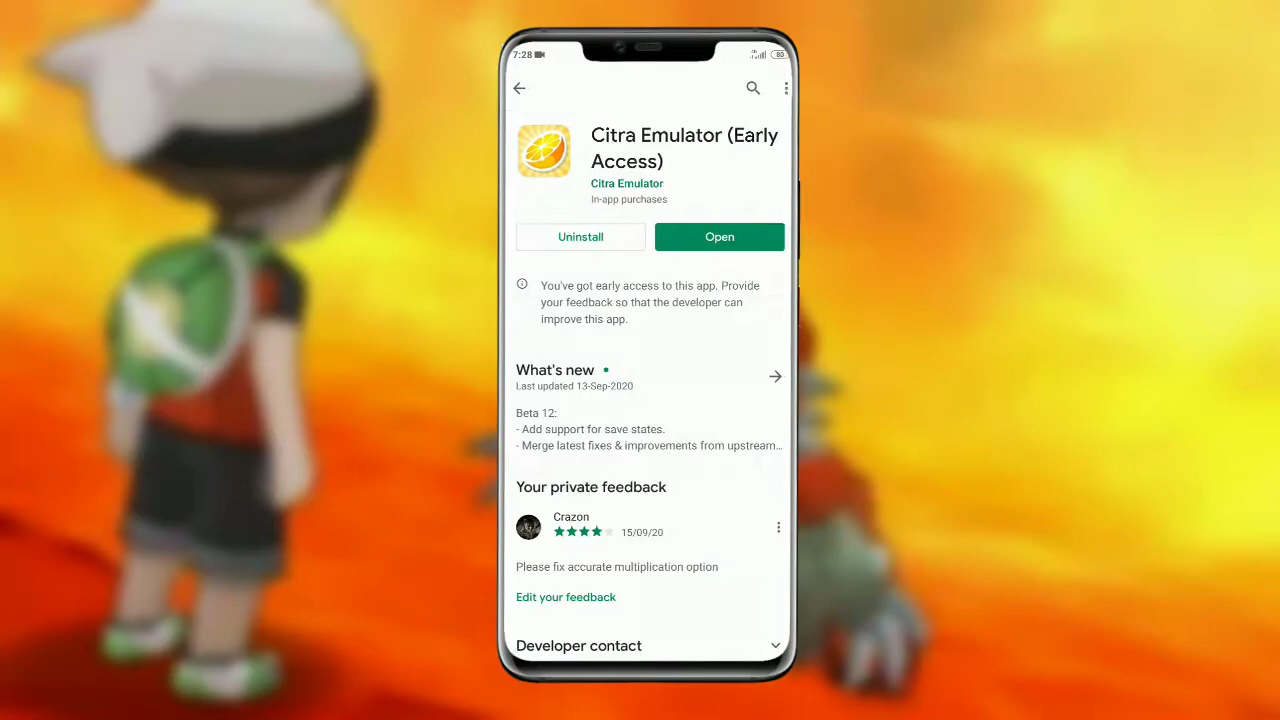 7:28
80
Citra Emulator (Early
Access)
Citra Emulator
In-app purchases
Uninstall
Open
You've got early access to this app. Provide
your feedback so that the developer can
improve this app.
What's new
Last updated 13-Sep-2020
Beta 12:
- Add support for save states.
- Merge latest fixes & improvements from upstream...
Your private feedback
Crazon
15/09/20
Please fix accurate multiplication option
Edit your feedback
Developer contact